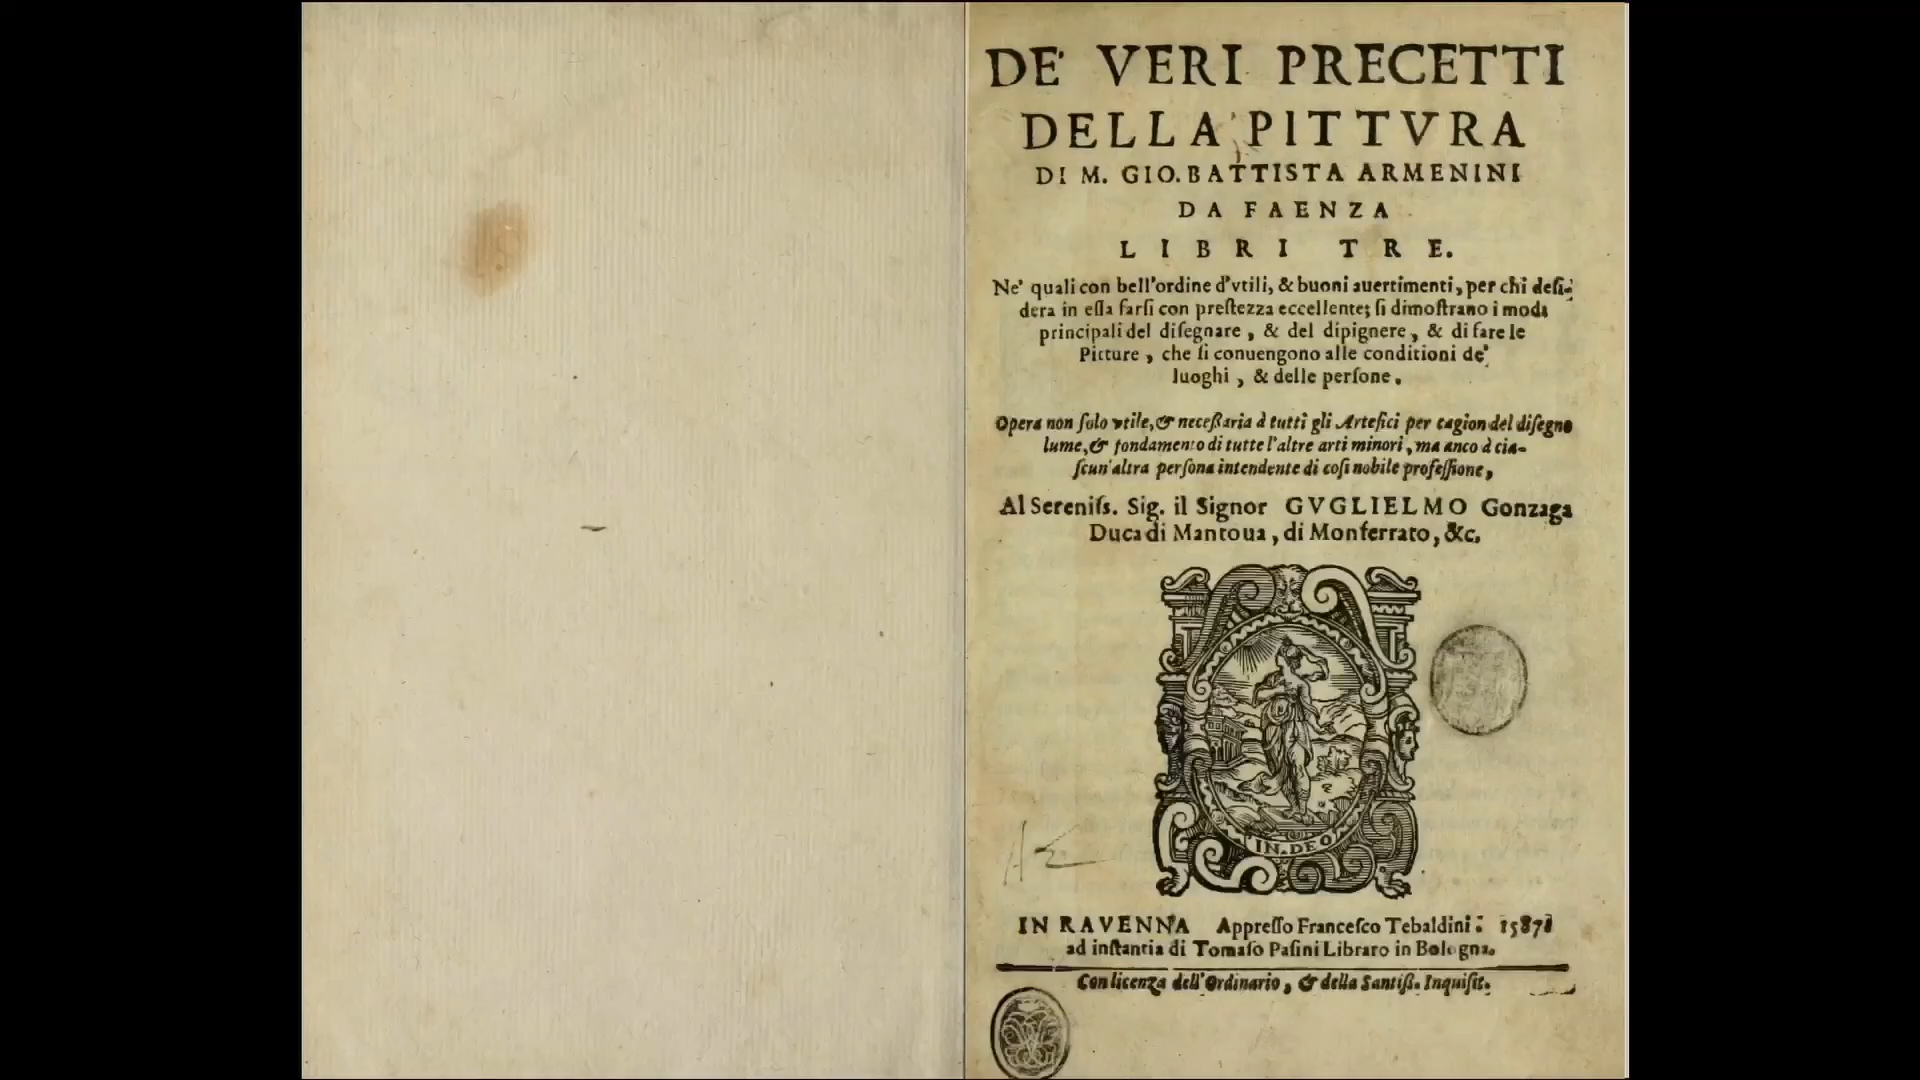 DE' VERI PRECETTI
DELLA PITTVRA
DI M. GIO. BATTISTA ARMENINI
DA FAENZA
LIBRI TRE.
Ne' quali con bell'ordine d'vtili, & buoni auertimenti, per chi desi-
dera in essa farsi con prestezza eccellente; si dimostrano i modi
principali del disegnare, & del dipignere, & di fare le
Pitture, che si conuengono alle conditioni de'
luoghi, & delle persone.
Opera non solo vtile, & necessaria à tutti gli Artefici per cagion del disegno
lume, & fondamento di tutte l'altre arti minori, ma anco à cia-
scun'altra persona intendente di così nobile professione,
Al Sereniss. Sig. il Signor GVGLIELMO Gonzaga
Duca di Mantoua, di Monferrato, &c.
IN. DEO
IN RAVENNA Appresso Francesco Tebaldini: 1587
ad instantia di Tomaso Pasini Libraro in Bologna.
Con licenza dell'Ordinario, & della Santiss. Inquisit.